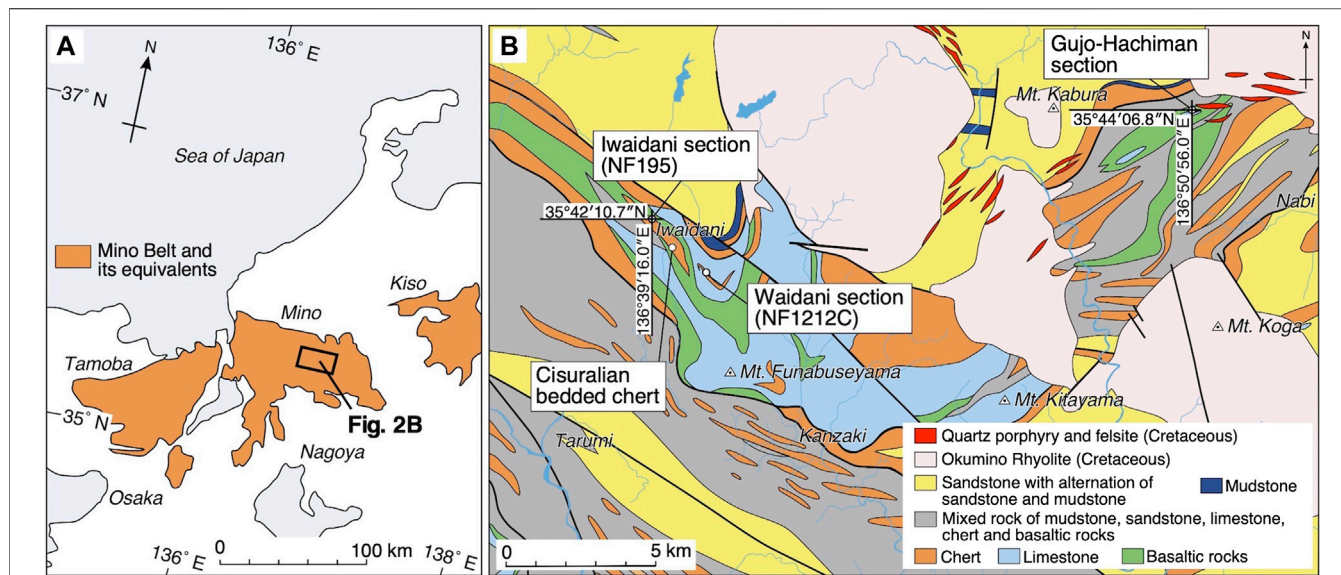 A
136° E
N
37° N
Sea of Japan
Mino Belt and
its equivalents
Kiso
Mino
Tamba
35° N
Fig. 2B
Nagoya
Osaka
136° E
0
100 km
138° E
B
Gujo-Hachiman
section
N
Mt. Kabura
35°44′06.8″N
136°50′56.0″E
Nabi
Iwaidani section
(NF195)
35°42′10.7″N
Iwaidani
136°39′16.0″E
Waidani section
(NF1212C)
Mt. Koga
Cisuralian
bedded chert
Mt. Funabuseyama
Mt. Kitayama
Tarumi
Kanzaki
Quartz porphyry and felsite (Cretaceous)
Okumino Rhyolite (Cretaceous)
Sandstone with alternation of
sandstone and mudstone
Mudstone
Mixed rock of mudstone, sandstone, limestone,
chert and basaltic rocks
Chert
Limestone
Basaltic rocks
0
5 km